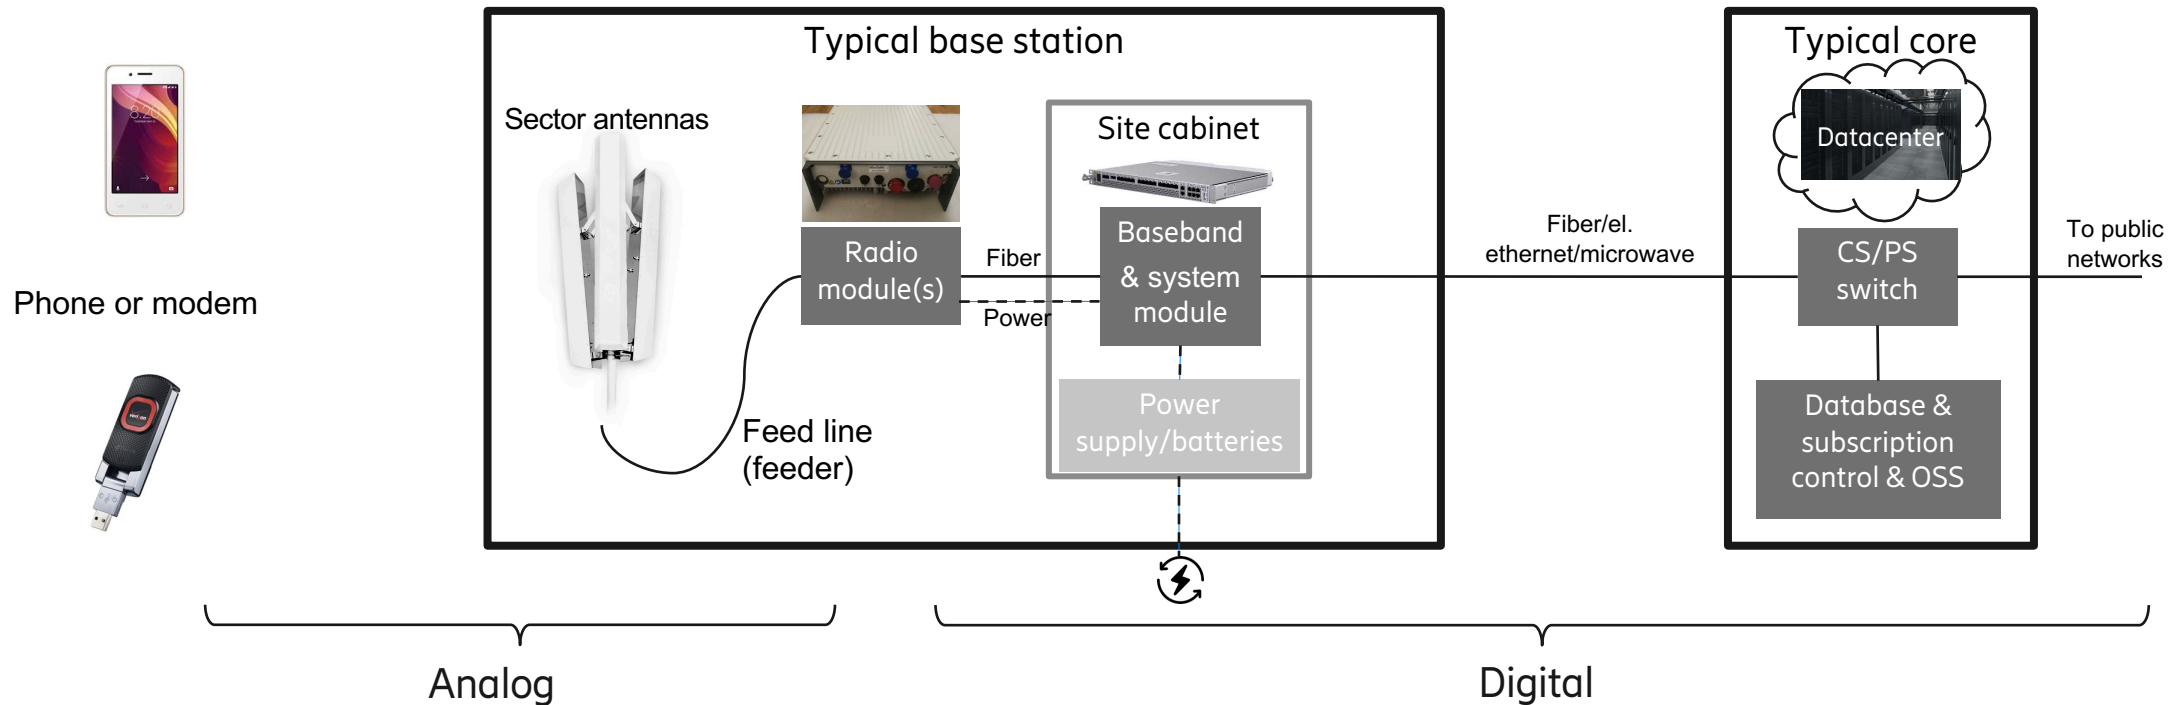 Typical base station
Typical core
Sector antennas
Site cabinet
Datacenter
8:20
Phone or modem
Radio
module(s)
Fiber
Power
Baseband
& system
module
Fiber/el.
ethernet/microwave
CS/PS
switch
To public
networks
Feed line
(feeder)
Power
supply/batteries
Database &
subscription
control & OSS
Analog
Digital